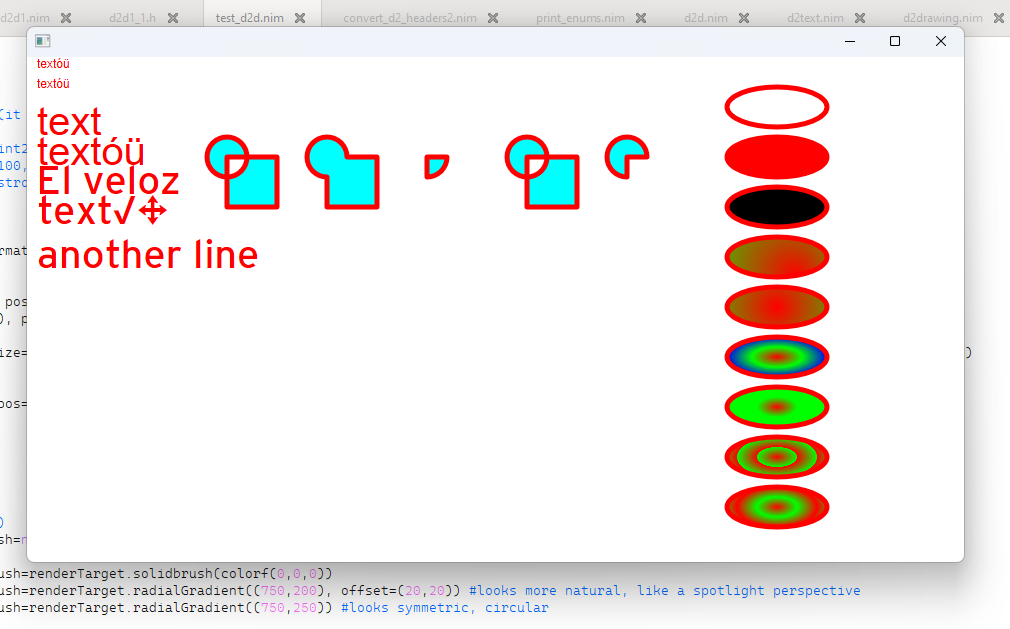 d2d1.nim d2d1_1.h test_d2d.nim convert_d2_headers2.nim print_enums.nim d2d.nim d2text.nim d2drawing.nim
textóü
textóü
(it
text
int2
textóü
100,
El veloz
stro
text√✥
rmat
another line
pos
), p
ize= )
pos=
)
sh=n
ush=renderTarget.solidbrush(colorf(0,0,0))
ush=renderTarget.radialGradient((750,200), offset=(20,20)) #looks more natural, like a spotlight perspective
ush=renderTarget.radialGradient((750,250)) #looks symmetric, circular